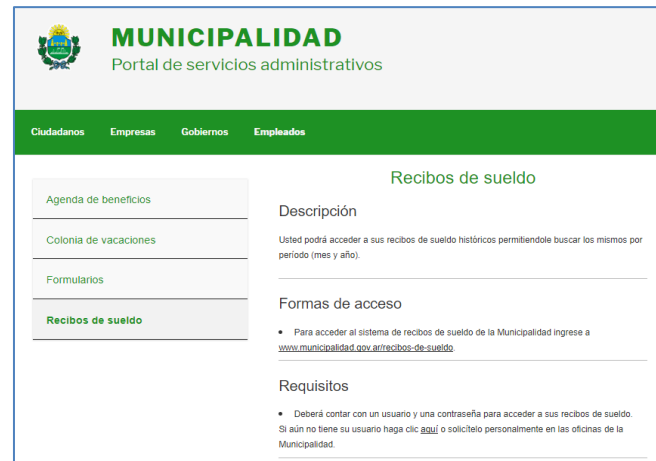 MUNICIPALIDAD
Portal de servicios administrativos
Ciudadanos Empresas Gobiernos Empleados
Agenda de beneficios
Colonia de vacaciones
Formularios
Recibos de sueldo
Recibos de sueldo
Descripción
Usted podrá acceder a sus recibos de sueldo históricos permitiendole buscar los mismos por
período (mes y año).
Formas de acceso
• Para acceder al sistema de recibos de sueldo de la Municipalidad ingrese a
www.municipalidad.gov.ar/recibos-de-sueldo.
Requisitos
• Deberá contar con un usuario y una contraseña para acceder a sus recibos de sueldo.
Si aún no tiene su usuario haga clic aquí o solicítelo personalmente en las oficinas de la
Municipalidad.